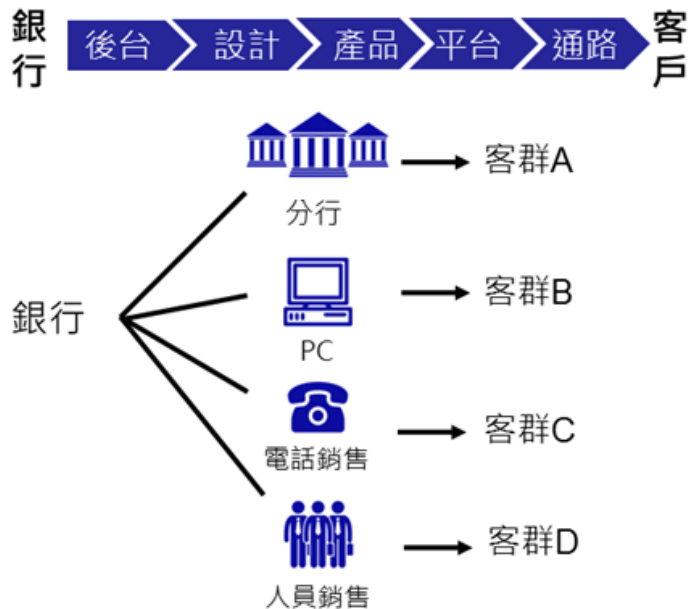 銀行
後台
設計
產品
平台
通路
客戶
分行
客群A
銀行
PC
客群B
電話銷售
客群C
人員銷售
客群D